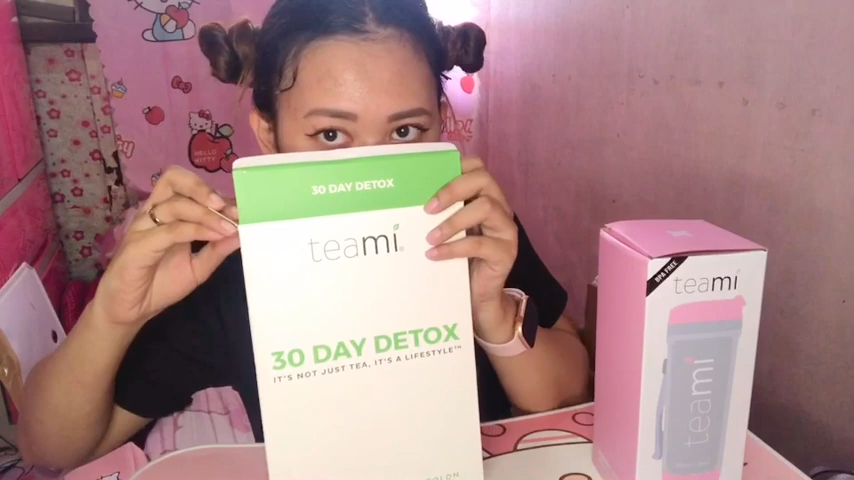 HELLO KITTY
30 DAY DETOX
teami
30 DAY DETOX
IT'S NOT JUST TEA, IT'S A LIFESTYLE™
COLON
BPA FREE
teami
teami